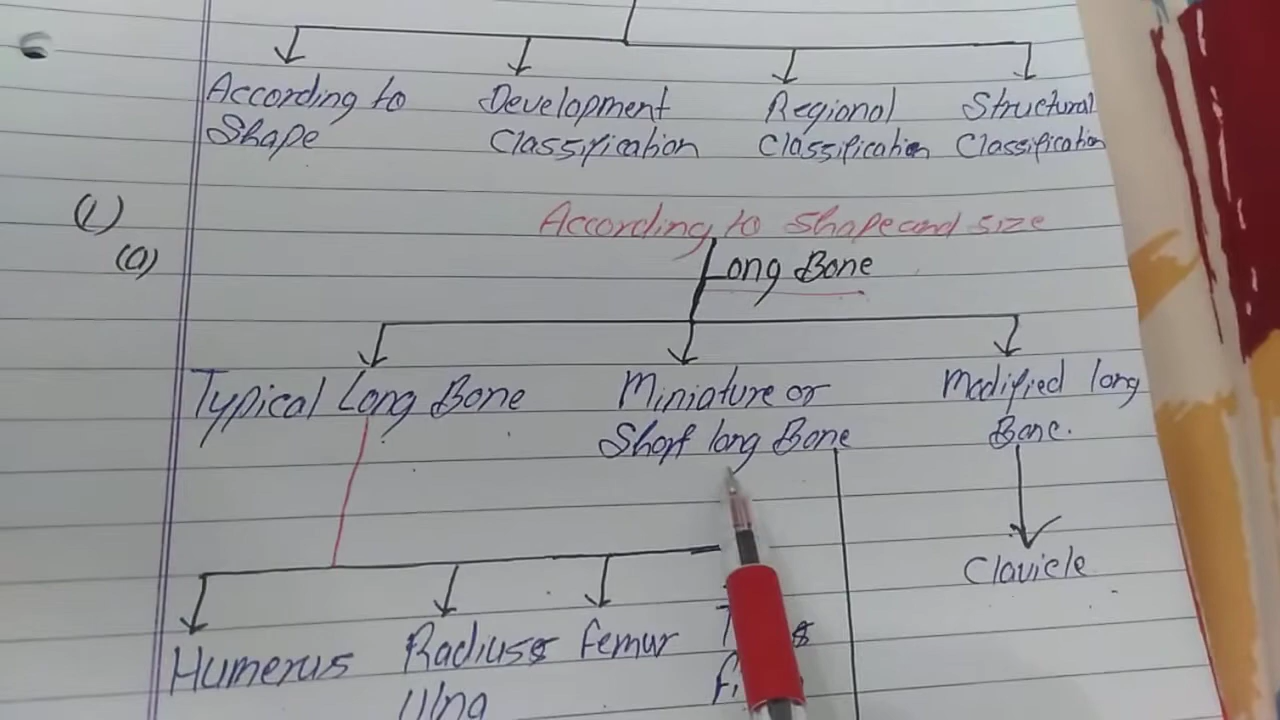 According to Development Regional Structural
Shape Classification Classification Classification
(1) According to Shape and size
(a) Long Bone
Typical Long Bone Miniature or Modified long
Short long Bone Bone.
Clavicle
Humerus Radius & Femur
Ulna